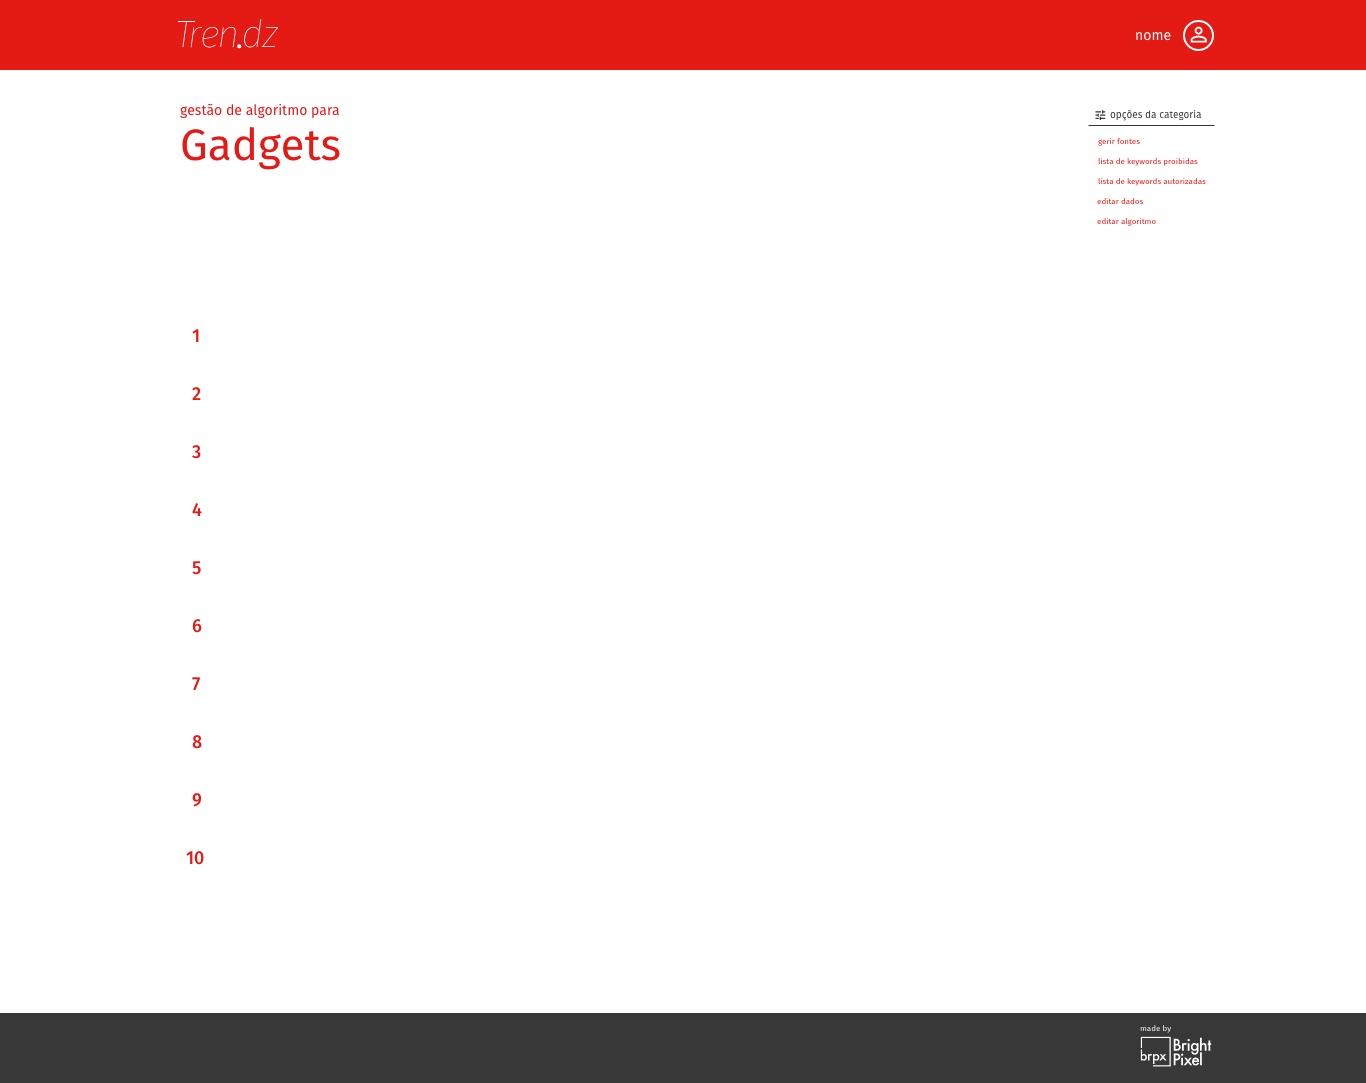 Tren.dz
nome
gestão de algoritmo para
Gadgets
opções da categoria
gerir fontes
lista de keywords proibidas
lista de keywords autorizadas
editar dados
editar algoritmo
1
2
3
4
5
6
7
8
9
10
made by
brpx
Bright
Pixel